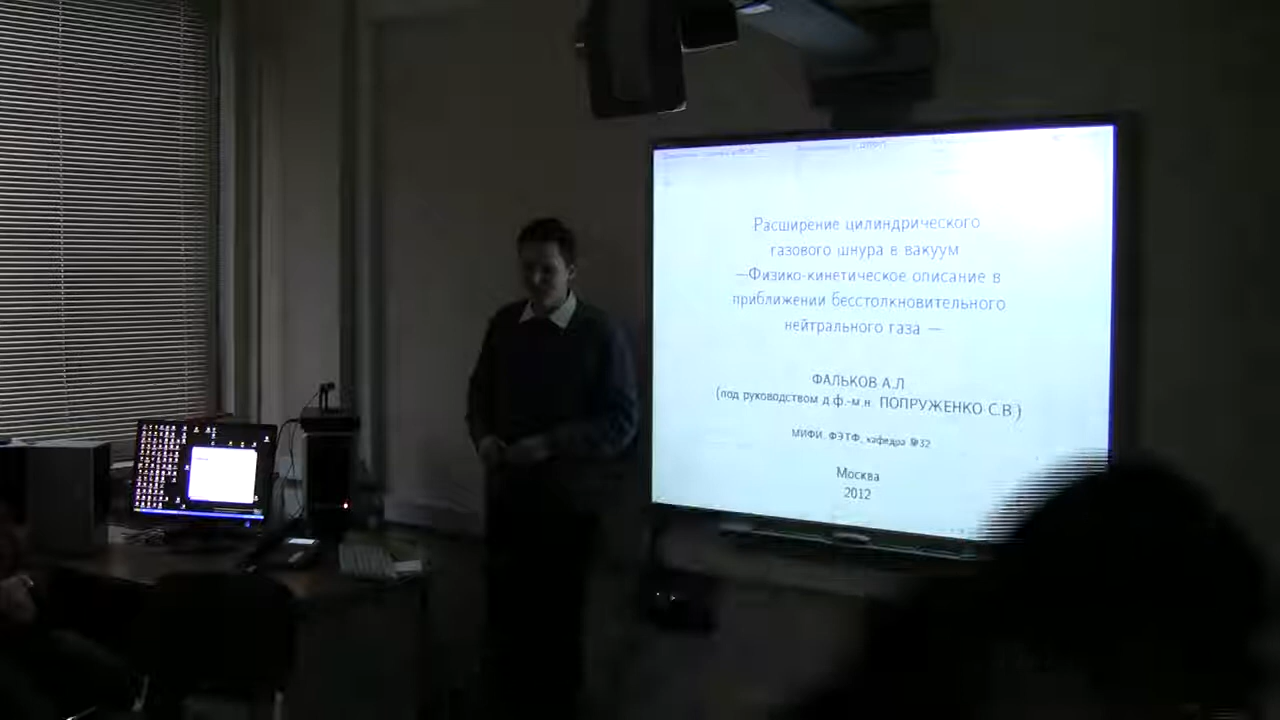 Расширение цилиндрического
газового шнура в вакуум
—Физико-кинетическое описание в
приближении бесстолкновительного
нейтрального газа —
ФАЛЬКОВ А.Л
(под руководством д.ф.-м.н. ПОПРУЖЕНКО С.В.)
МИФИ, ФЭТФ, кафедра №32
Москва
2012